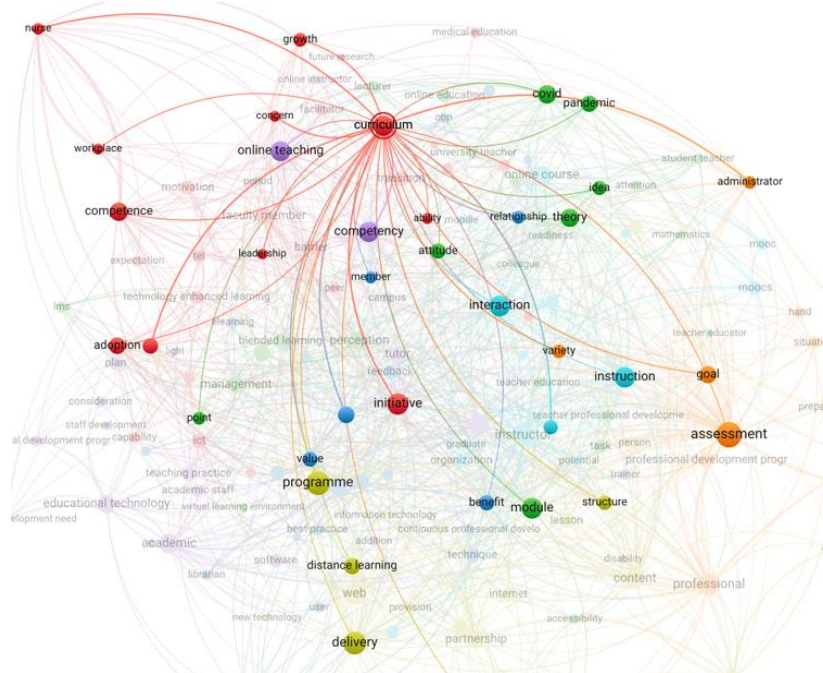 nurse
growth
medical education
future research
online instructor
lecturer
online education
covid
pandemic
facilitator
concern
cop
curriculum
workplace
online teaching
university teacher
student teacher
period
transition
online course
administrator
motivation
idea
attention
competence
faculty member
ability
moodle
relationship
theory
competency
readiness
mathematics
barrier
attitude
mooc
expectation
tel
leadership
colleague
member
peer
campus
moocs
technology enhanced learning
lms
interaction
hand
elearning
teacher educator
adoption
light
blended learning
perception
situati
tutor
variety
plan
feedback
goal
management
teacher education
instruction
consideration
initiative
prepa
point
teacher professional developme
staff development
al development progr
capability
ict
graduate
instructor
task
person
assessment
value
organization
potential
professional development progr
teaching practice
programme
trainer
academic staff
educational technology
virtual learning environment
benefit
module
structure
elopment need
information technology
lesson
best practice
continuous professional develo
academic
addition
software
technique
disability
distance learning
librarian
content
professional
web
internet
user
provision
new technology
accessibility
delivery
partnership